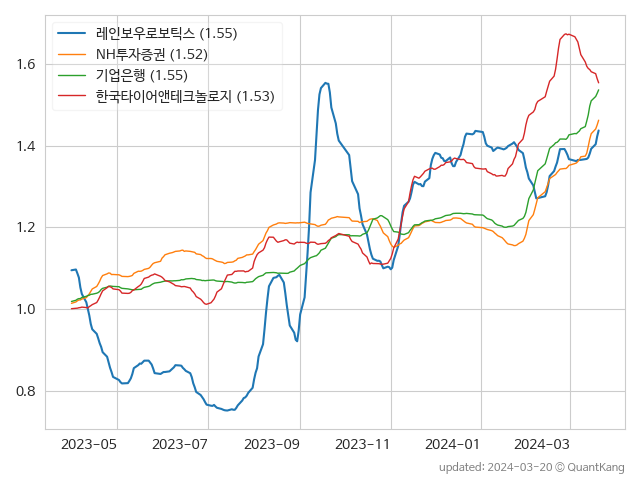 레인보우로보틱스 (1.55)
NH투자증권 (1.52)
기업은행 (1.55)
한국타이어앤테크놀로지 (1.53)
1.6
1.4
1.2
1.0
0.8
2023-05 2023-07 2023-09 2023-11 2024-01 2024-03
updated: 2024-03-20 © QuantKang